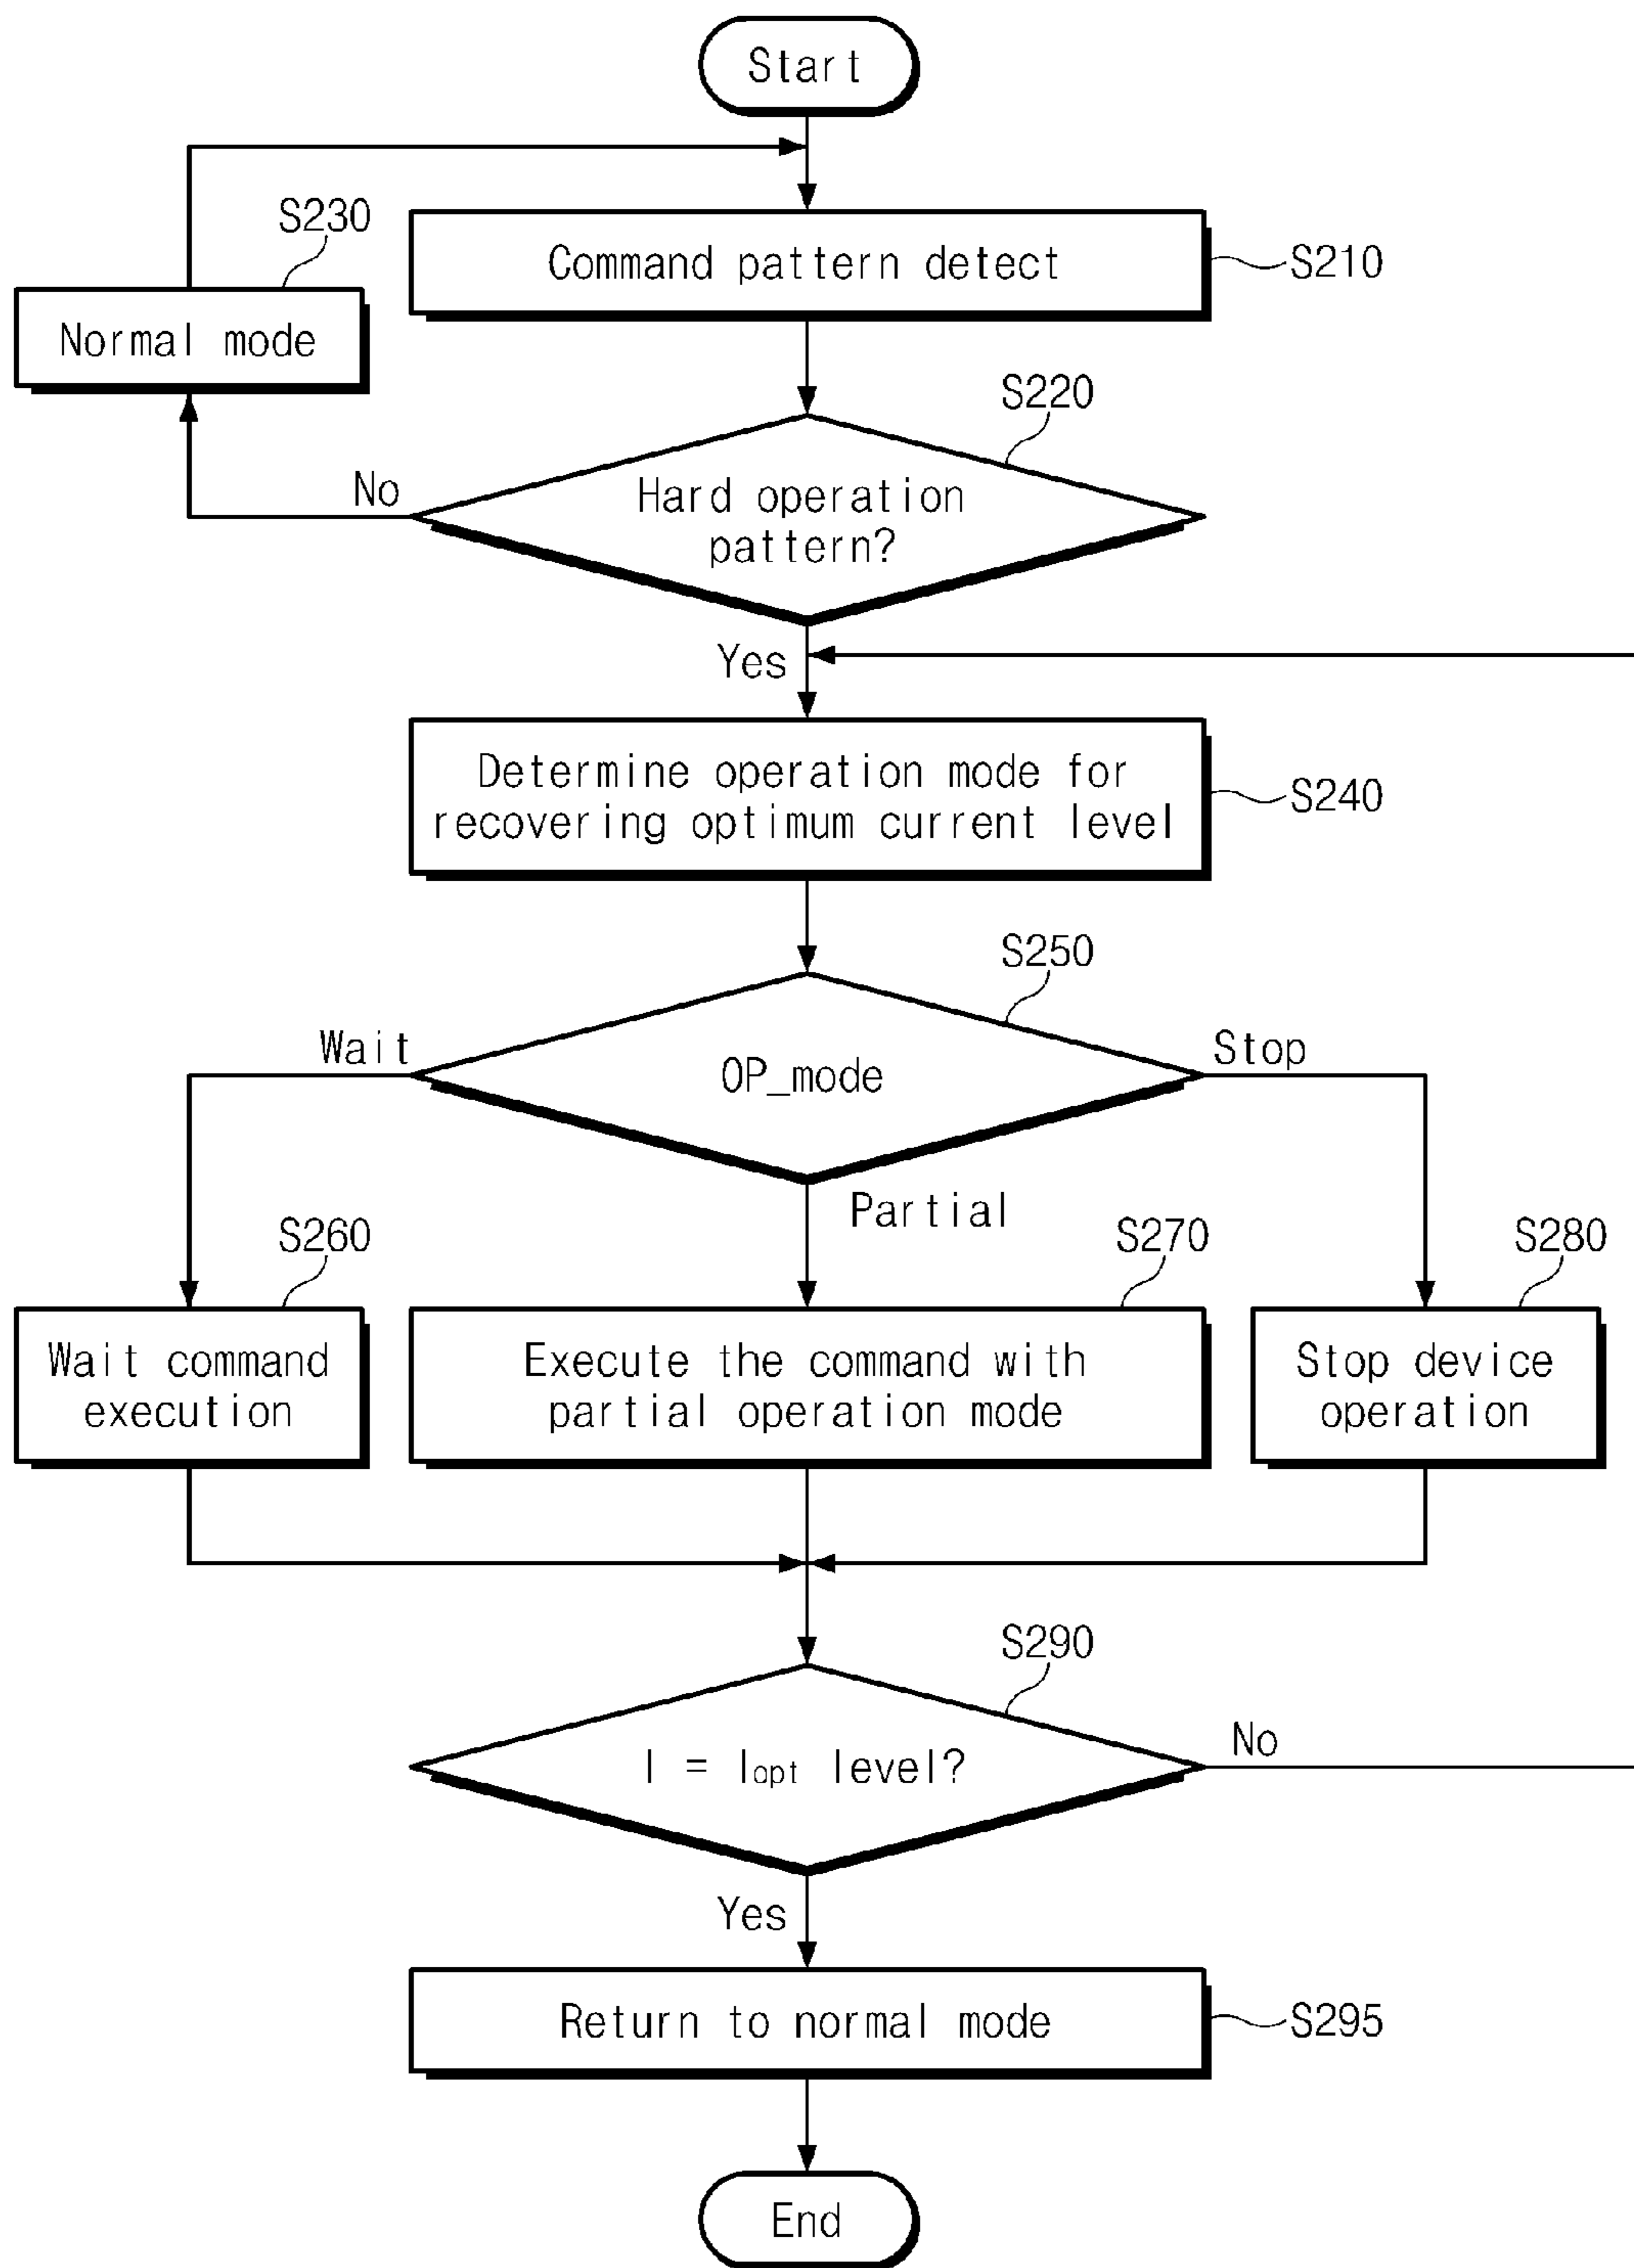 Start
S230
Command pattern detect
S210
Normal mode
S220
No
Hard operation
pattern?
Yes
Determine operation mode for
recovering optimum current level
S240
S250
Wait
OP_mode
Stop
Partial
S260
S270
S280
Wait command
execution
Execute the command with
partial operation mode
Stop device
operation
S290
I = Iopt level?
No
Yes
Return to normal mode
S295
End